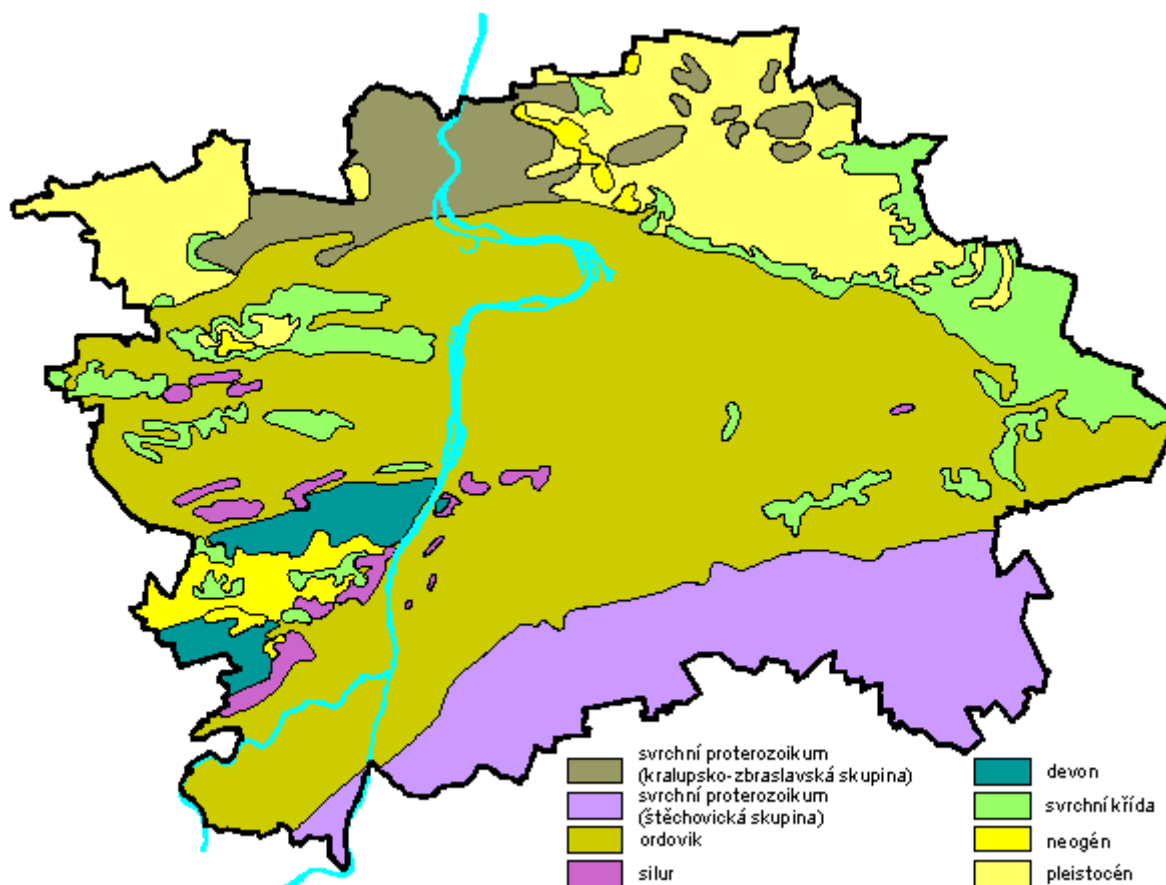 svrchní proterozoikum
(kralupsko-zbraslavská skupina)
svrchní proterozoikum
(štěchovická skupina)
ordovik
silur
devon
svrchní křída
neogén
pleistocén